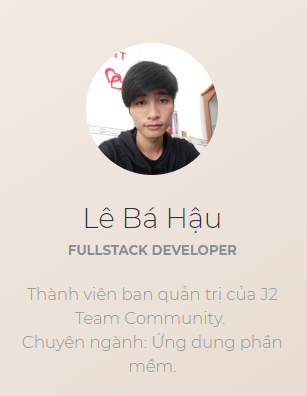 Lê Bá Hậu
FULLSTACK DEVELOPER
Thành viên ban quản trị của J2
Team Community.
Chuyên ngành: Ứng dụng phần
mềm.